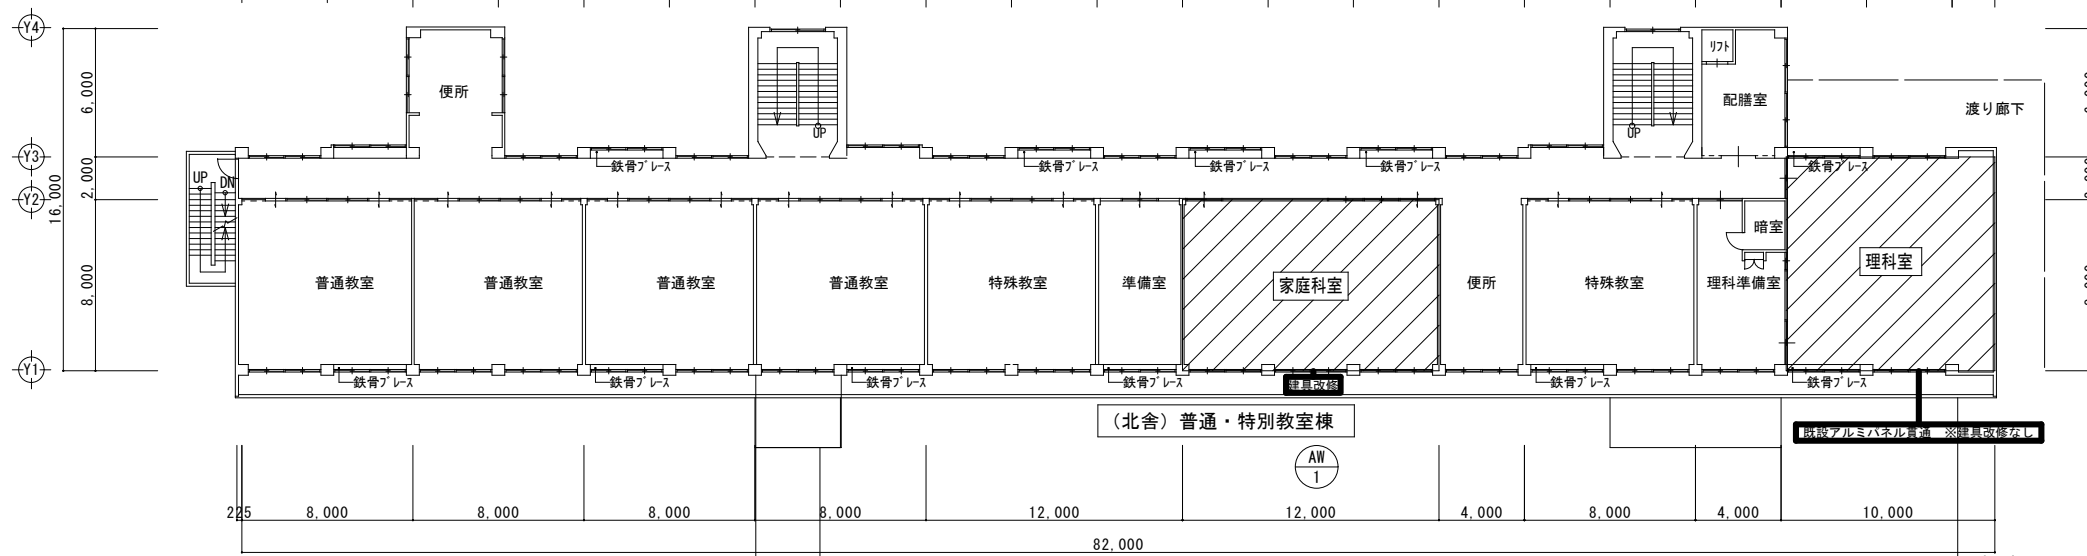 Y4
6,000
リフト
便所
配膳室
渡り廊下
UP
UP
Y3
鉄骨ブレース
鉄骨ブレース
鉄骨ブレース
鉄骨ブレース
鉄骨ブレース
2,000
16,000
UP
DN
Y2
暗室
8,000
普通教室
普通教室
普通教室
普通教室
特殊教室
準備室
家庭科室
便所
特殊教室
理科準備室
理科室
Y1
鉄骨ブレース
鉄骨ブレース
鉄骨ブレース
鉄骨ブレース
建具改修
鉄骨ブレース
鉄骨ブレース
(北舎) 普通・特別教室棟
既設アルミパネル貫通 ※建具改修なし
AW
1
225
8,000
8,000
8,000
8,000
12,000
12,000
4,000
8,000
4,000
10,000
82,000